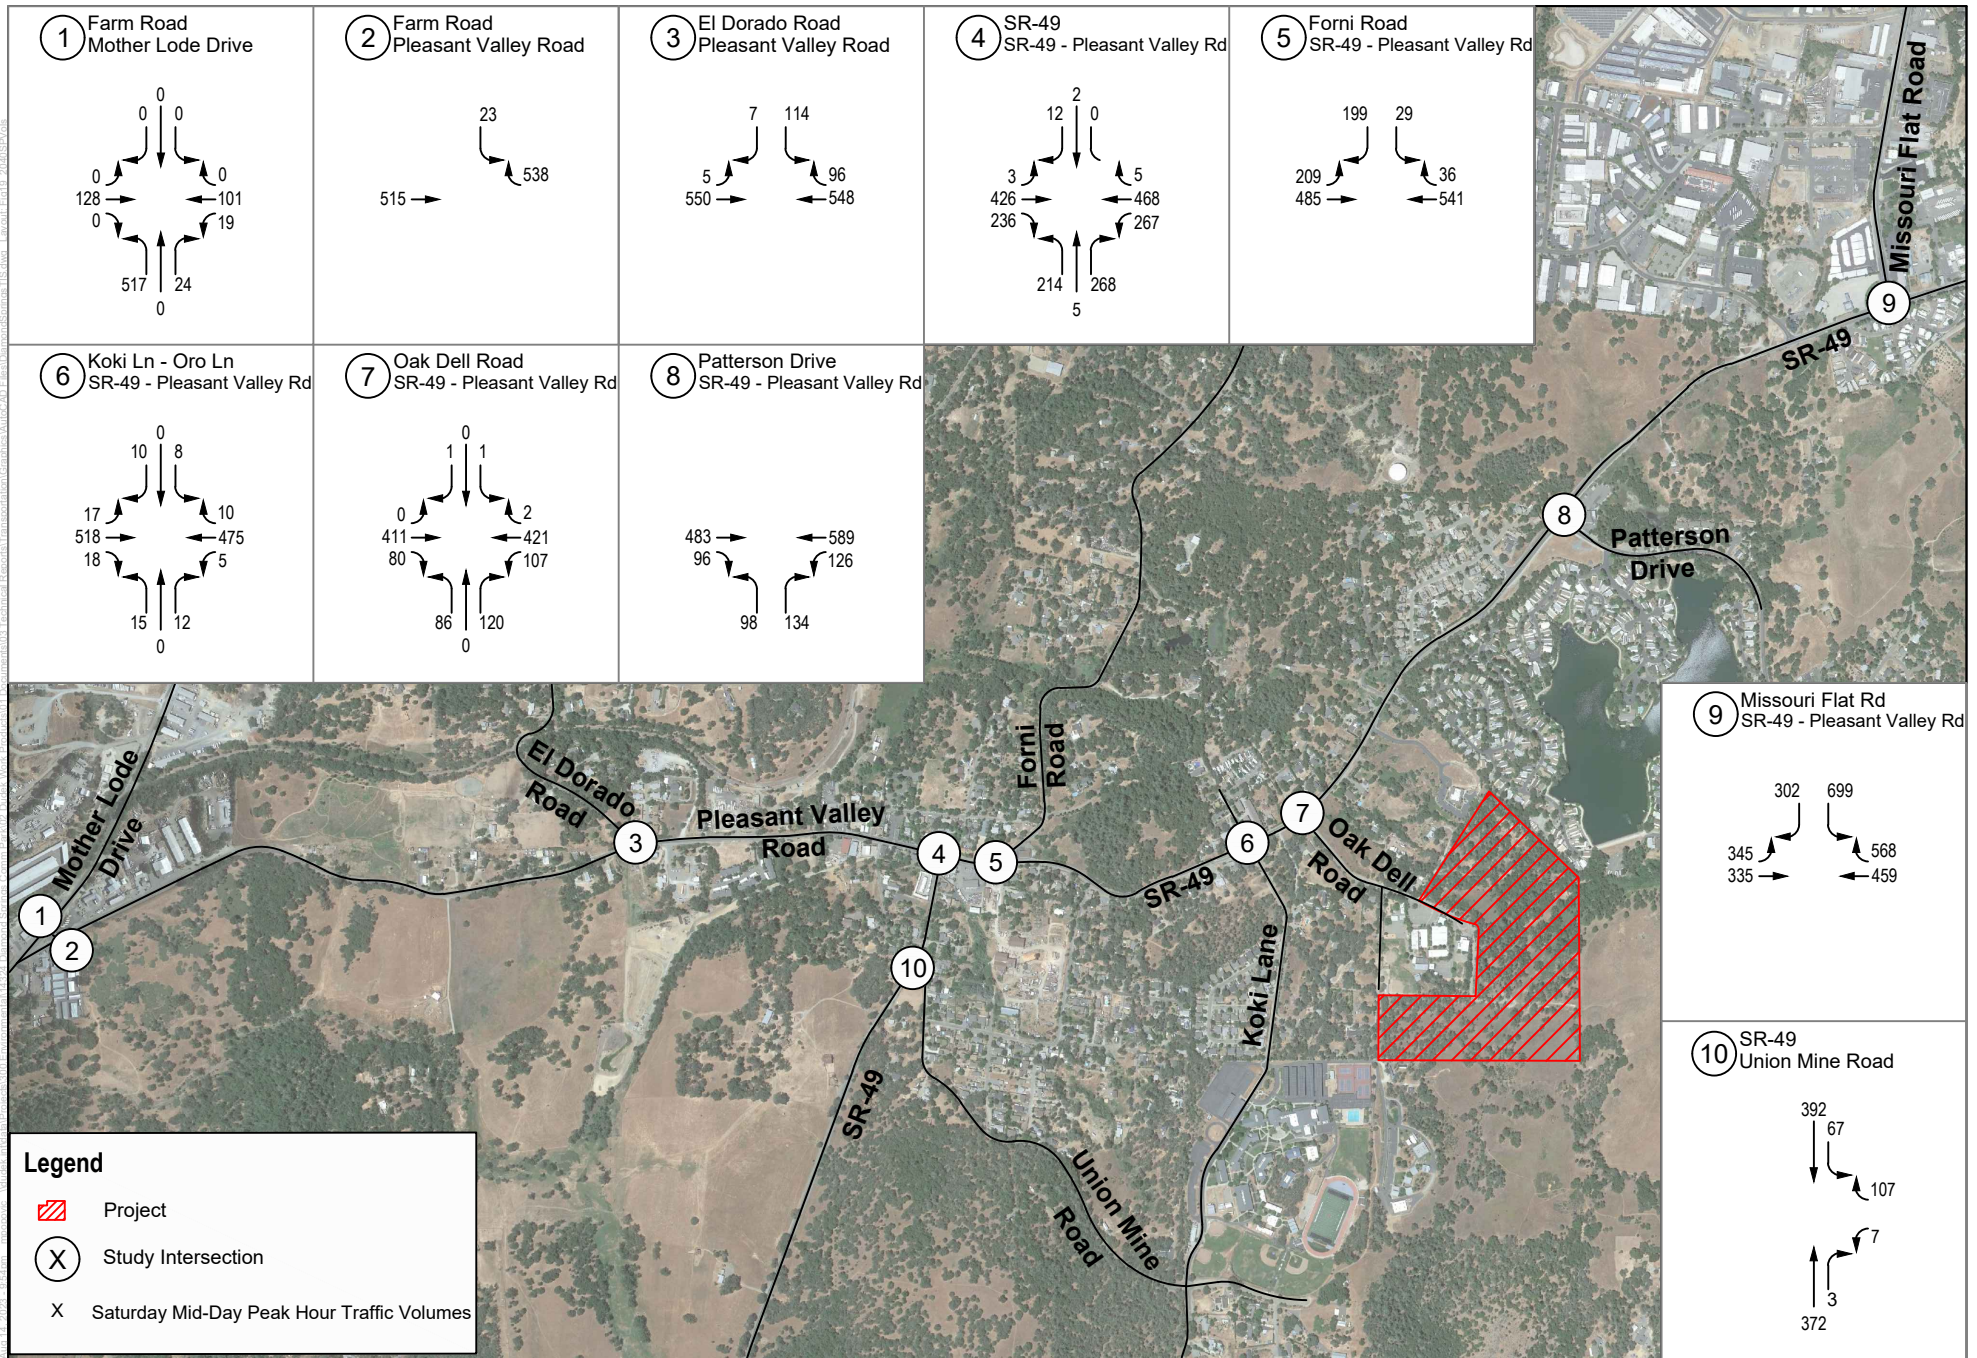 1
Farm Road
Mother Lode Drive
0
0 0
0 0
128 101
0 19
517 24
0
2
Farm Road
Pleasant Valley Road
23
538
515
3
El Dorado Road
Pleasant Valley Road
7 114
5 96
550 548
4
SR-49
SR-49 - Pleasant Valley Rd
2
12 0
3 5
426 468
236 267
214 268
5
5
Forni Road
SR-49 - Pleasant Valley Rd
199 29
209 36
485 541
6
Koki Ln - Oro Ln
SR-49 - Pleasant Valley Rd
0
10 8
17 10
518 475
18 5
15 12
0
7
Oak Dell Road
SR-49 - Pleasant Valley Rd
0
1 1
0 2
411 421
80 107
86 120
0
8
Patterson Drive
SR-49 - Pleasant Valley Rd
483 589
96 126
98 134
9
Missouri Flat Rd
SR-49 - Pleasant Valley Rd
302 699
345 568
335 459
10
SR-49
Union Mine Road
392
67
107
7
3
372
Missouri Flat Road
9
SR-49
8
Patterson
Drive
Forni
Road
Mother Lode
Drive
El Dorado
Road
Pleasant Valley
Road
1
2
3
4
5
6
7
Oak Dell
Road
SR-49
10
Koki Lane
SR-49
Union Mine
Road
Legend
Project
X
Study Intersection
X
Saturday Mid-Day Peak Hour Traffic Volumes